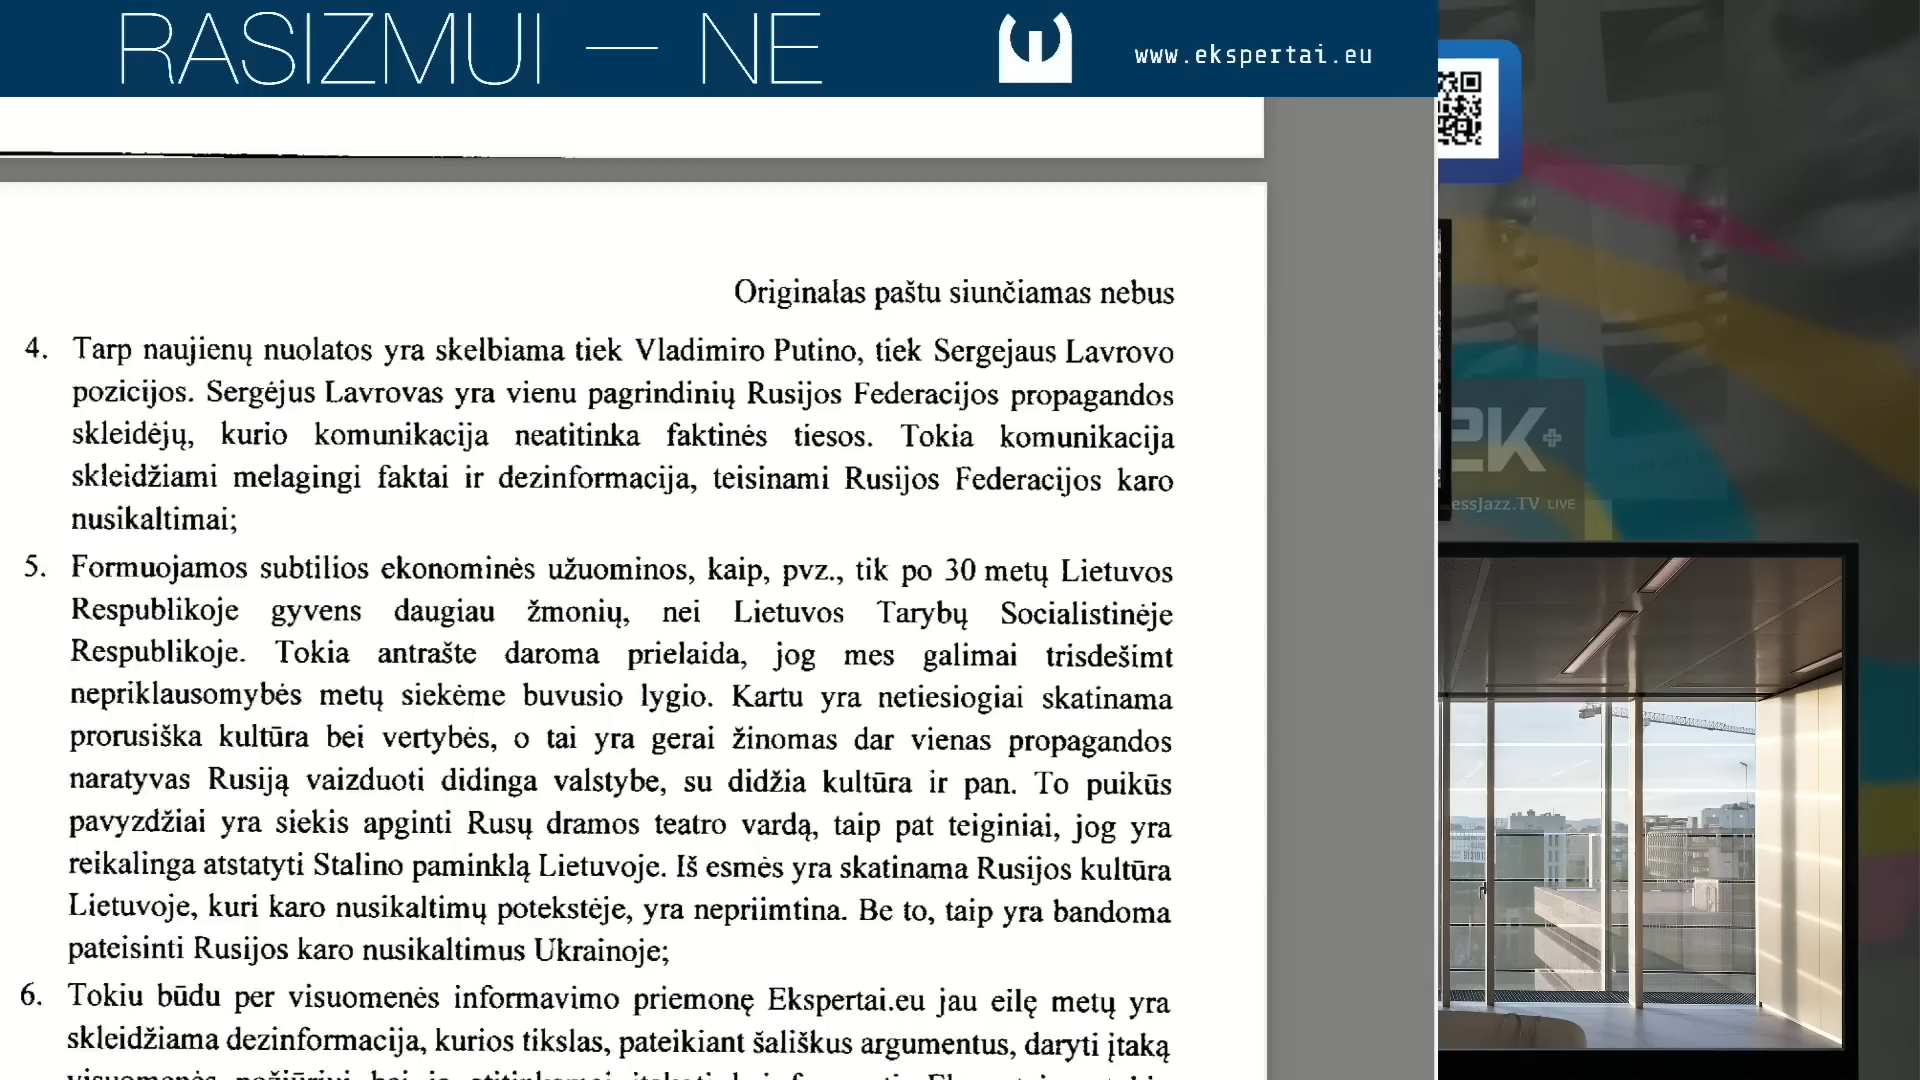 RASIZMUI — NE
www.ekspertai.eu
Originalas paštu siunčiamas nebus
4. Tarp naujienų nuolatos yra skelbiama tiek Vladimiro Putino, tiek Sergejaus Lavrovo
pozicijos. Sergėjus Lavrovas yra vienu pagrindinių Rusijos Federacijos propagandos
skleidėjų, kurio komunikacija neatitinka faktinės tiesos. Tokia komunikacija
skleidžiami melagingi faktai ir dezinformacija, teisinami Rusijos Federacijos karo
nusikaltimai;
5. Formuojamos subtilios ekonominės užuominos, kaip, pvz., tik po 30 metų Lietuvos
Respublikoje gyvens daugiau žmonių, nei Lietuvos Tarybų Socialistinėje
Respublikoje. Tokia antrašte daroma prielaida, jog mes galimai trisdešimt
nepriklausomybės metų siekėme buvusio lygio. Kartu yra netiesiogiai skatinama
prorusiška kultūra bei vertybės, o tai yra gerai žinomas dar vienas propagandos
naratyvas Rusiją vaizduoti didinga valstybe, su didžia kultūra ir pan. To puikūs
pavyzdžiai yra siekis apginti Rusų dramos teatro vardą, taip pat teiginiai, jog yra
reikalinga atstatyti Stalino paminklą Lietuvoje. Iš esmės yra skatinama Rusijos kultūra
Lietuvoje, kuri karo nusikaltimų potekstėje, yra nepriimtina. Be to, taip yra bandoma
pateisinti Rusijos karo nusikaltimus Ukrainoje;
6. Tokiu būdu per visuomenės informavimo priemonę Ekspertai.eu jau eilę metų yra
skleidžiama dezinformacija, kurios tikslas, pateikiant šališkus argumentus, daryti įtaką
2K+
essJazz.TV LIVE